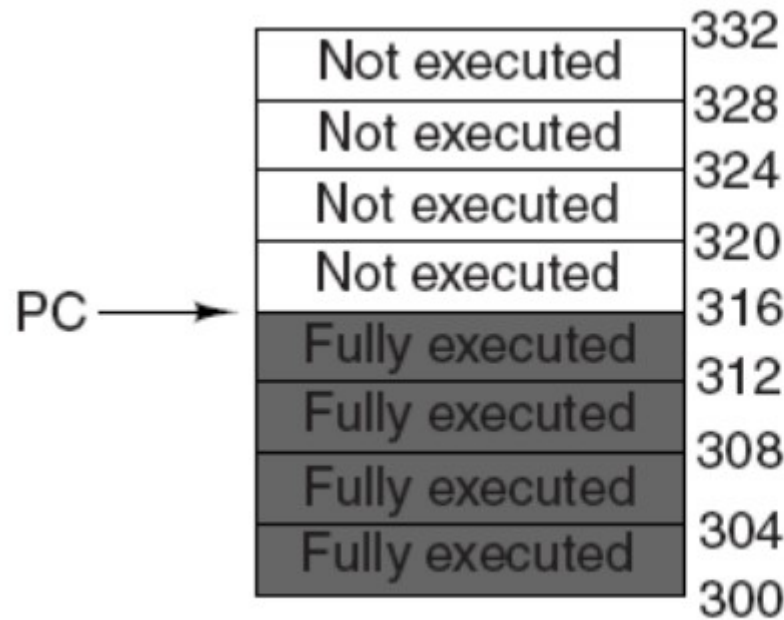 332
Not executed
328
Not executed
324
Not executed
320
Not executed
PC
316
Fully executed
312
Fully executed
308
Fully executed
304
Fully executed
300